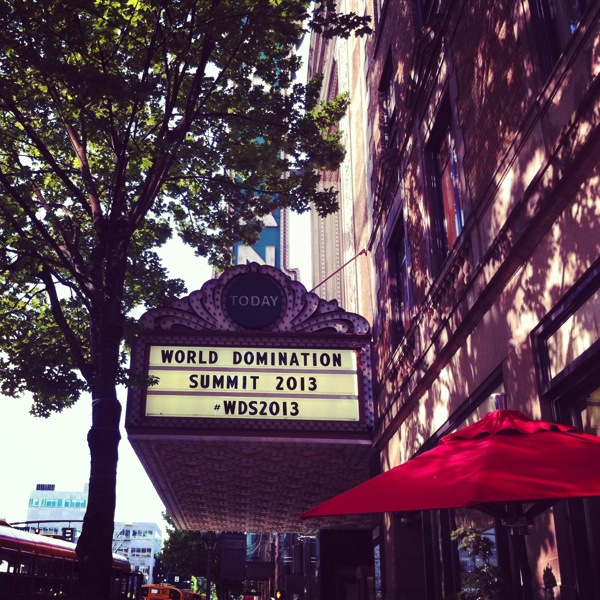 TODAY
WORLD DOMINATION
SUMMIT 2013
#WDS2013